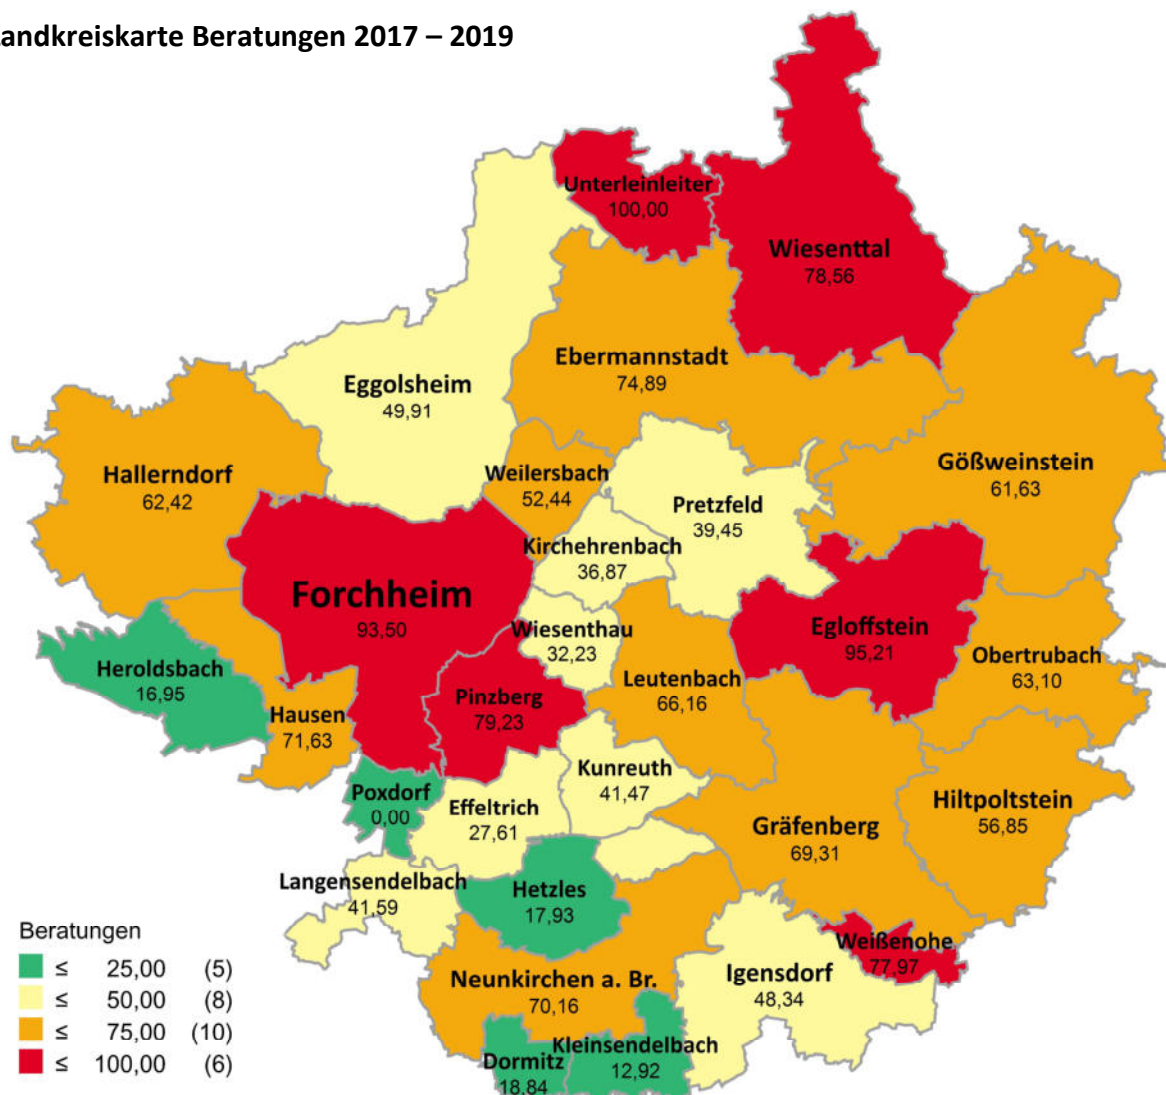 Landkreiskarte Beratungen 2017 – 2019
Unterleinleiter
100,00
Wiesenttal
78,56
Ebermannstadt
74,89
Eggolsheim
49,91
Hallerndorf
62,42
Weilersbach
52,44
Gößweinstein
61,63
Pretzfeld
39,45
Kirchehrenbach
36,87
Forchheim
93,50
Wiesenthau
32,23
Egloffstein
95,21
Obertrubach
63,10
Heroldsbach
16,95
Leutenbach
66,16
Pinzberg
79,23
Hausen
71,63
Kunreuth
41,47
Poxdorf
0,00
Effeltrich
27,61
Hiltpoltstein
56,85
Gräfenberg
69,31
Langensendelbach
41,59
Hetzles
17,93
Weißenohe
77,97
Igensdorf
48,34
Neunkirchen a. Br.
70,16
Kleinsendelbach
12,92
Dormitz
18,84
Beratungen
≤ 25,00 (5)
≤ 50,00 (8)
≤ 75,00 (10)
≤ 100,00 (6)